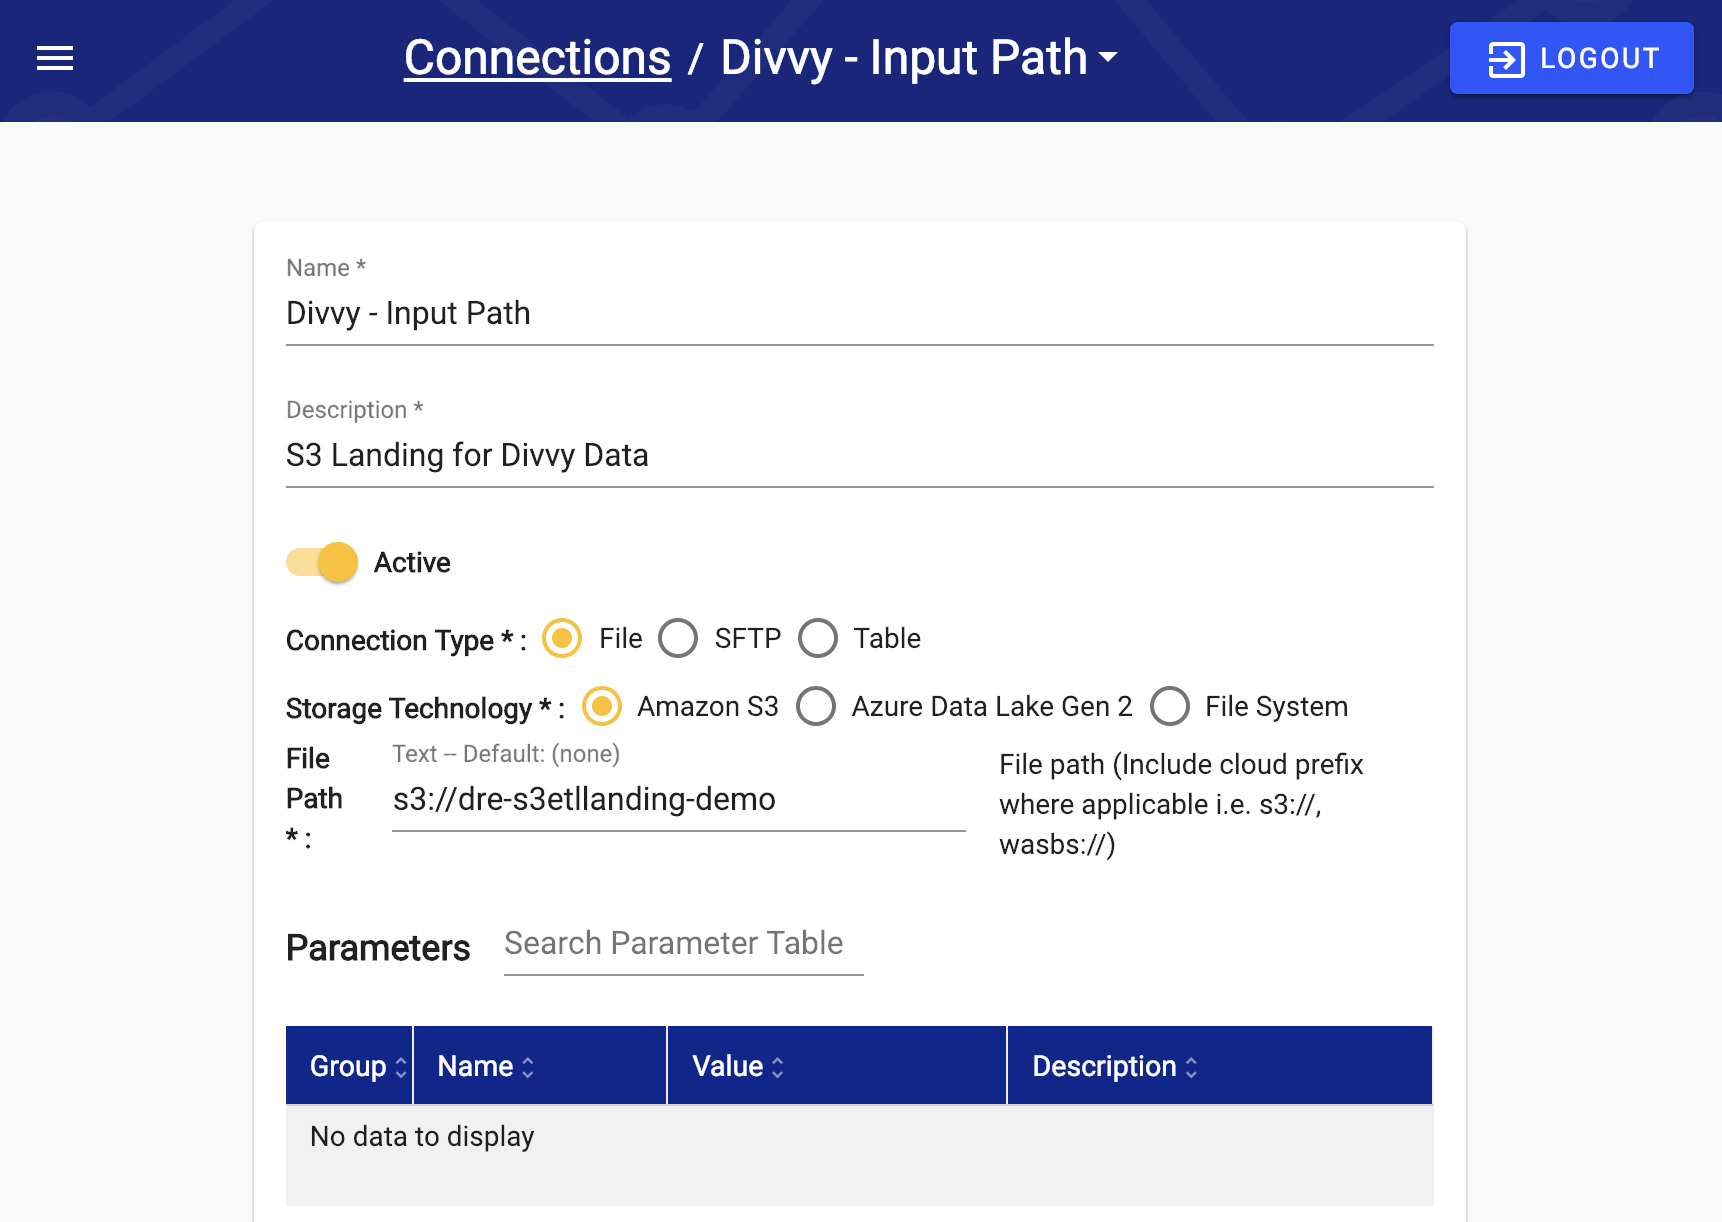 Connections / Divvy - Input Path
LOGOUT
Name *
Divvy - Input Path
Description *
S3 Landing for Divvy Data
Active
Connection Type * : File SFTP Table
Storage Technology * : Amazon S3 Azure Data Lake Gen 2 File System
File
Path
* :
Text -- Default: (none)
s3://dre-s3etllanding-demo
File path (Include cloud prefix
where applicable i.e. s3://,
wasbs://)
Parameters
Search Parameter Table
Group Name Value Description
No data to display